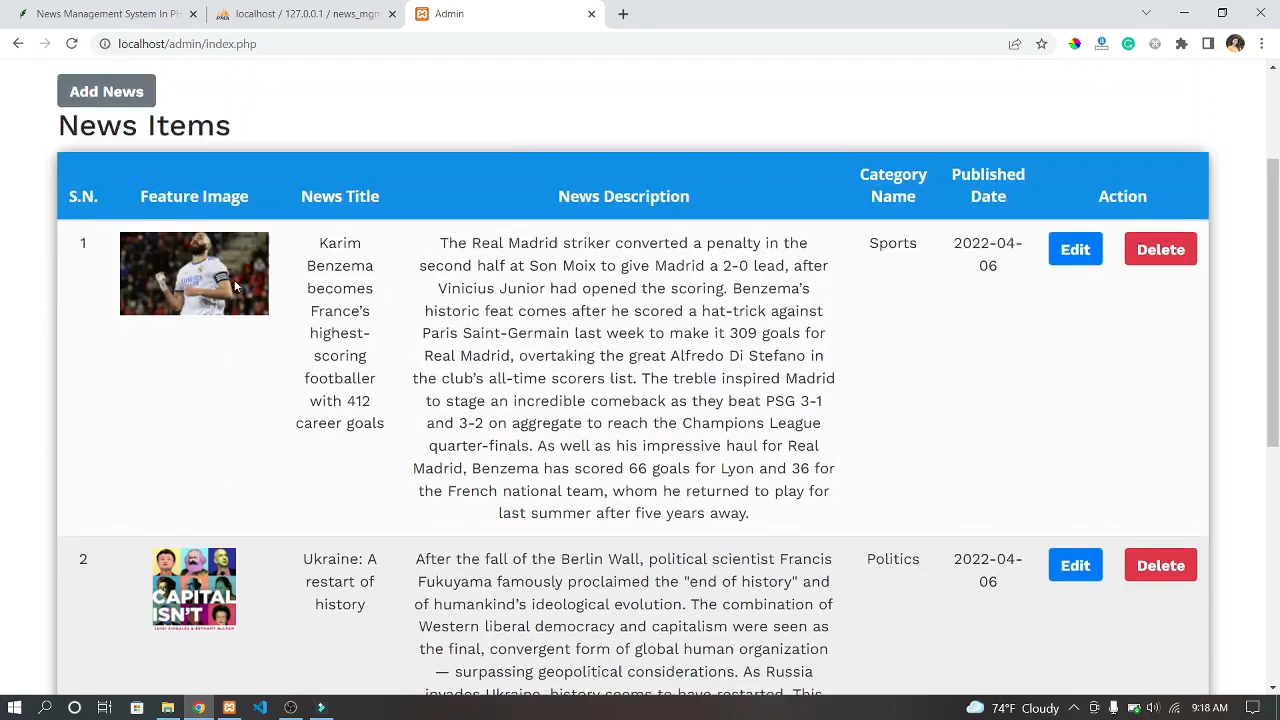 News Management System In PH
localhost / 127.0.0.1 / news_mgm
Admin
localhost/admin/index.php
Add News
News Items
S.N. Feature Image News Title News Description Category Name Published Date Action
1
Karim
Benzema
becomes
France’s
highest-
scoring
footballer
with 412
career goals
The Real Madrid striker converted a penalty in the
second half at Son Moix to give Madrid a 2-0 lead, after
Vinicius Junior had opened the scoring. Benzema’s
historic feat comes after he scored a hat-trick against
Paris Saint-Germain last week to make it 309 goals for
Real Madrid, overtaking the great Alfredo Di Stefano in
the club’s all-time scorers list. The treble inspired Madrid
to stage an incredible comeback as they beat PSG 3-1
and 3-2 on aggregate to reach the Champions League
quarter-finals. As well as his impressive haul for Real
Madrid, Benzema has scored 66 goals for Lyon and 36 for
the French national team, whom he returned to play for
last summer after five years away.
Sports
2022-04-
06
Edit
Delete
2
CAPITAL
ISN'T
LUIGI ZINGALES & BETHANY McLEAN
Ukraine: A
restart of
history
After the fall of the Berlin Wall, political scientist Francis
Fukuyama famously proclaimed the "end of history" and
of humankind’s ideological evolution. The combination of
Western liberal democracy and capitalism were seen as
the final, convergent form of global human organization
— surpassing geopolitical considerations. As Russia
invades Ukraine, history seems to have restarted. This
Politics
2022-04-
06
Edit
Delete
74°F Cloudy
9:18 AM